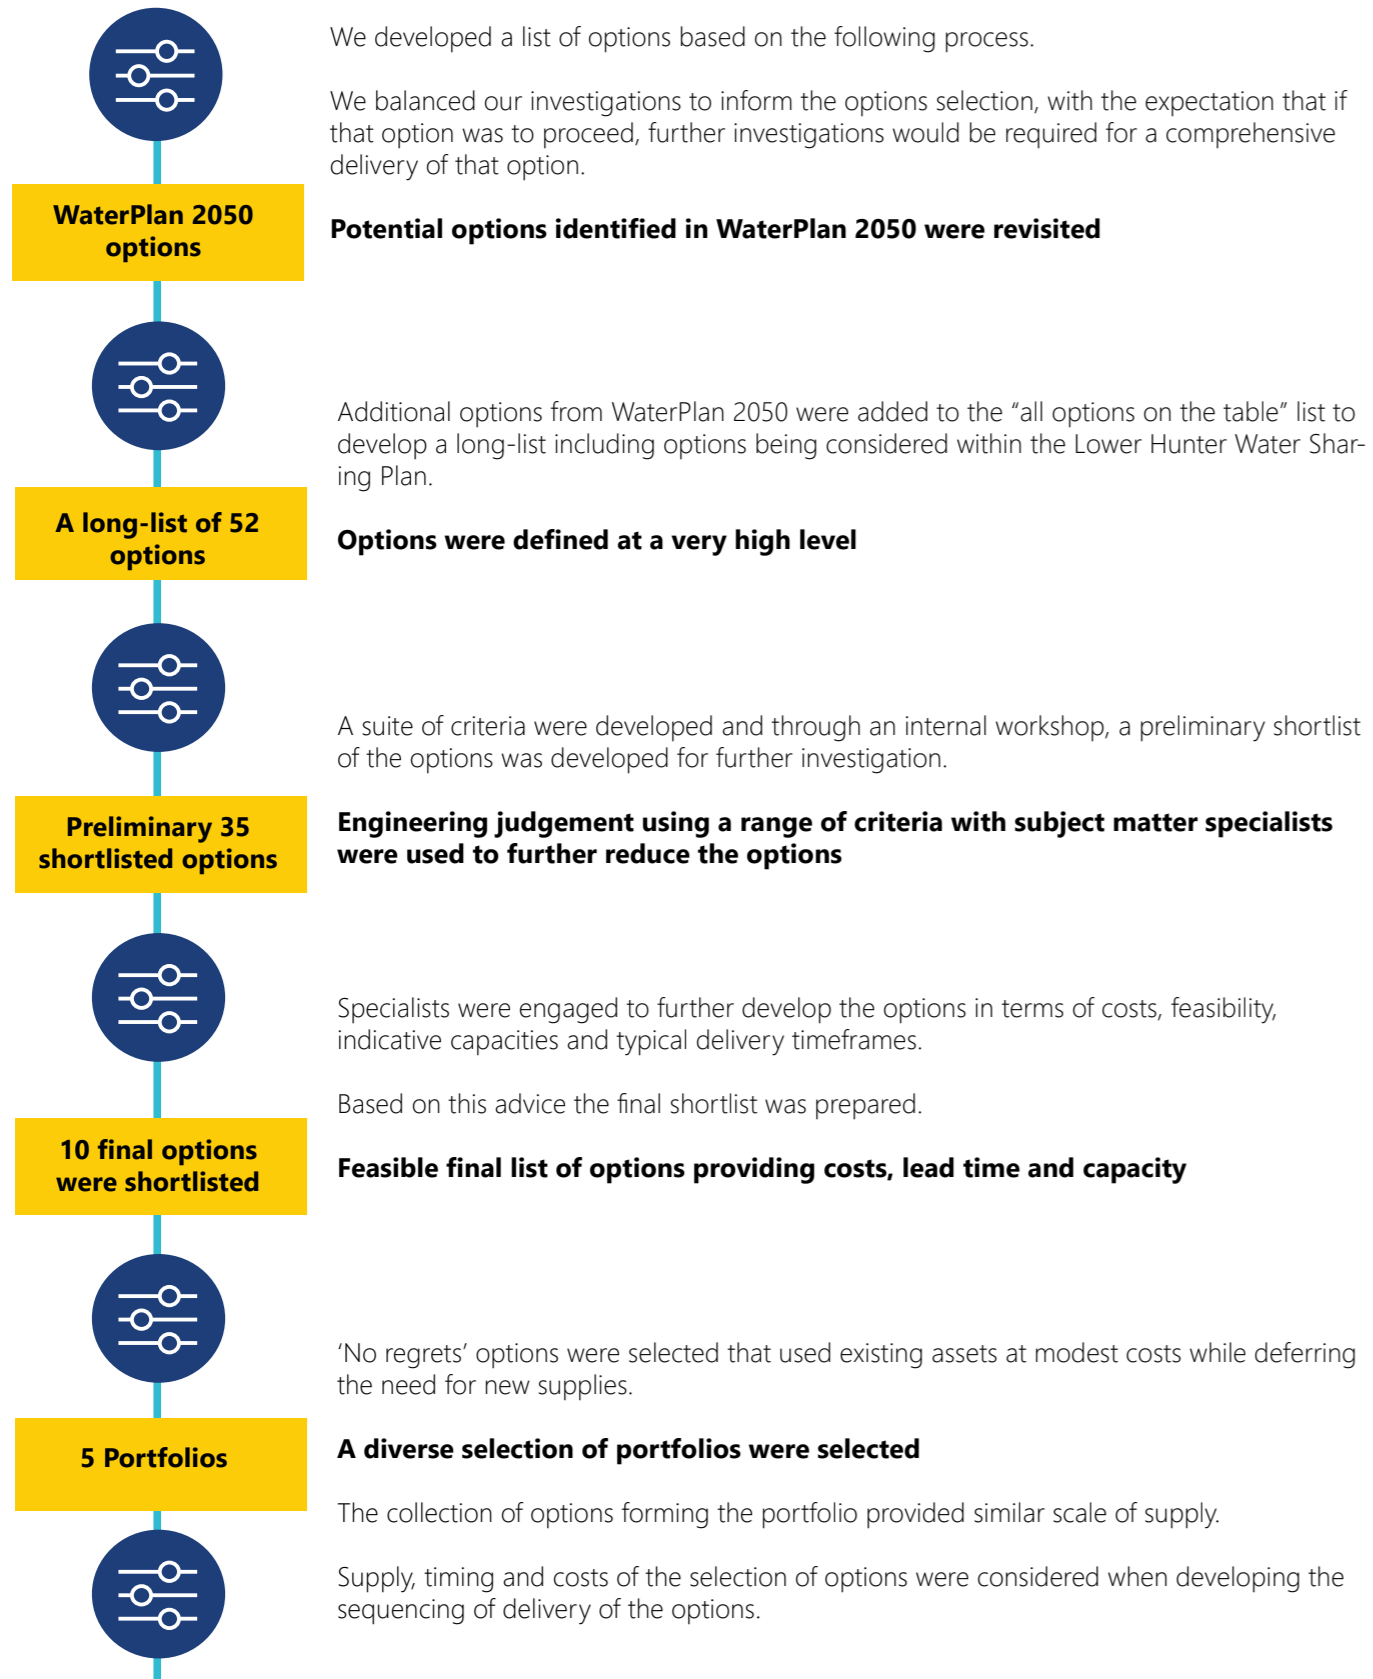 We developed a list of options based on the following process.
We balanced our investigations to inform the options selection, with the expectation that if
that option was to proceed, further investigations would be required for a comprehensive
delivery of that option.
WaterPlan 2050
options
Potential options identified in WaterPlan 2050 were revisited
Additional options from WaterPlan 2050 were added to the “all options on the table” list to
develop a long-list including options being considered within the Lower Hunter Water Shar-
ing Plan.
A long-list of 52
options
Options were defined at a very high level
A suite of criteria were developed and through an internal workshop, a preliminary shortlist
of the options was developed for further investigation.
Preliminary 35
shortlisted options
Engineering judgement using a range of criteria with subject matter specialists
were used to further reduce the options
Specialists were engaged to further develop the options in terms of costs, feasibility,
indicative capacities and typical delivery timeframes.
Based on this advice the final shortlist was prepared.
10 final options
were shortlisted
Feasible final list of options providing costs, lead time and capacity
‘No regrets’ options were selected that used existing assets at modest costs while deferring
the need for new supplies.
5 Portfolios
A diverse selection of portfolios were selected
The collection of options forming the portfolio provided similar scale of supply.
Supply, timing and costs of the selection of options were considered when developing the
sequencing of delivery of the options.